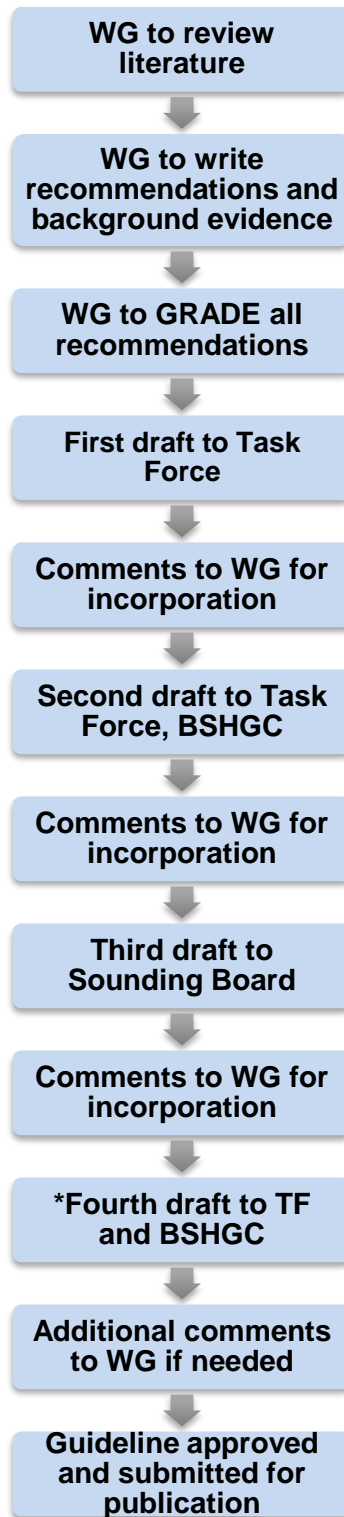 WG to review
literature
WG to write
recommendations and
background evidence
WG to GRADE all
recommendations
First draft to Task
Force
Comments to WG for
incorporation
Second draft to Task
Force, BSHGC
Comments to WG for
incorporation
Third draft to
Sounding Board
Comments to WG for
incorporation
*Fourth draft to TF
and BSHGC
Additional comments
to WG if needed
Guideline approved
and submitted for
publication